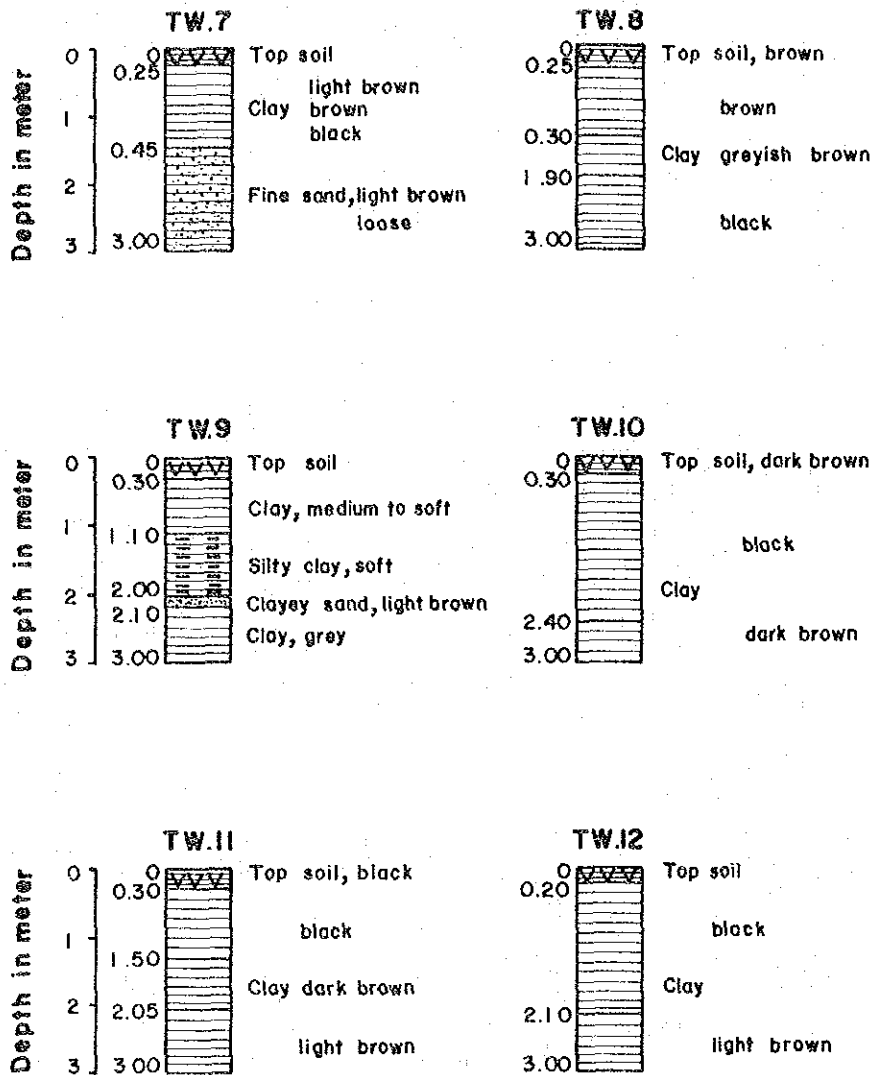 TW.7
Depth in meter
0
1
2
3
0
0.25
0.45
3.00
Top soil
light brown
Clay brown
black
Fine sand, light brown
loose
TW.8
0
0.25
0.30
1.90
3.00
Top soil, brown
brown
Clay greyish brown
black
TW.9
Depth in meter
0
1
2
3
0
0.30
1.10
2.00
2.10
3.00
Top soil
Clay, medium to soft
Silty clay, soft
Clayey sand, light brown
Clay, grey
TW.10
0
0.30
2.40
3.00
Top soil, dark brown
black
Clay
dark brown
TW.11
Depth in meter
0
1
2
3
0
0.30
1.50
2.05
3.00
Top soil, black
black
Clay dark brown
light brown
TW.12
0
0.20
2.10
3.00
Top soil
black
Clay
light brown